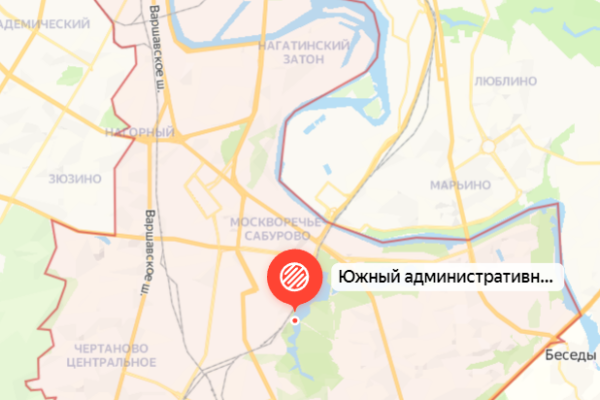 АДЕМИЧЕСКИЙ
Варшавское ш.
НАГАТИНСКИЙ
ЗАТОН
ЛЮБЛИНО
НАГОРНЫЙ
ЗЮЗИНО
МАРЬИНО
Варшавское ш.
МОСКВОРЕЧЬЕ-
САБУРОВО
Южный административн...
ЧЕРТАНОВО
ЦЕНТРАЛЬНОЕ
Беседы